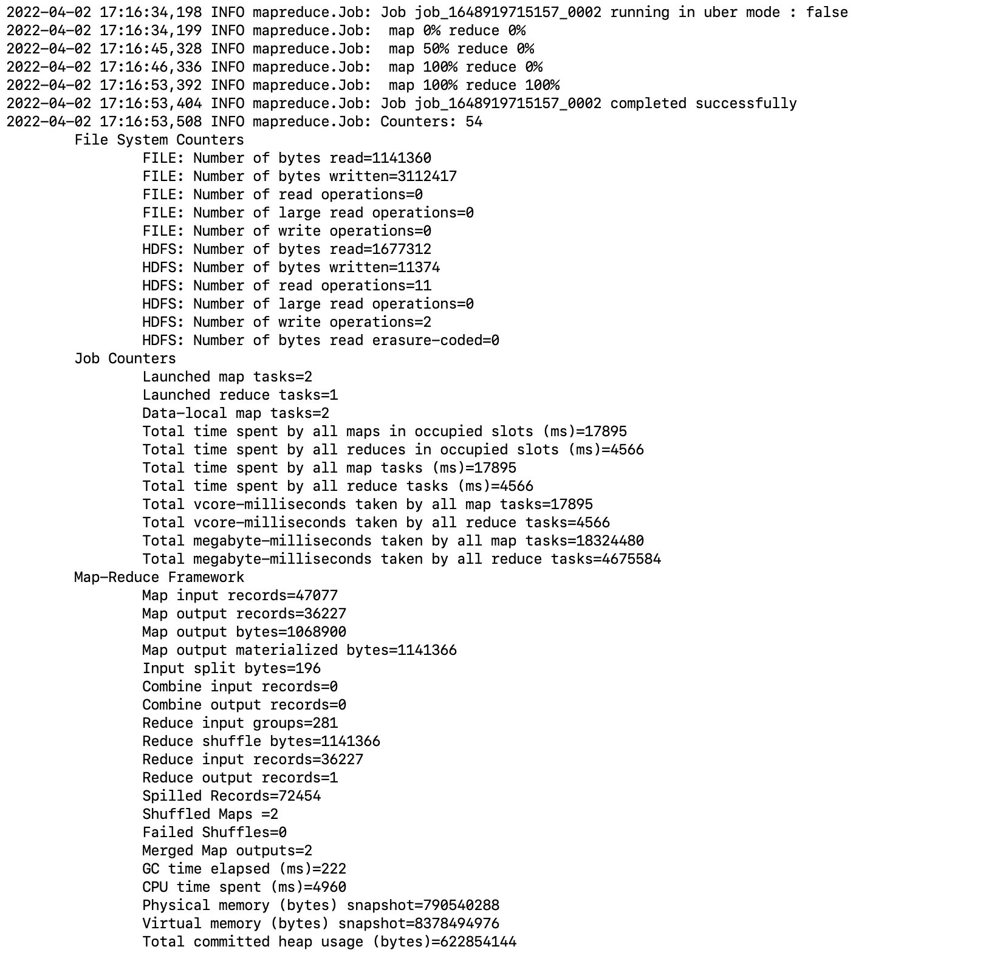 2022-04-02 17:16:34,198 INFO mapreduce.Job: Job job_1648919715157_0002 running in uber mode : false
2022-04-02 17:16:34,199 INFO mapreduce.Job:  map 0% reduce 0%
2022-04-02 17:16:45,328 INFO mapreduce.Job:  map 50% reduce 0%
2022-04-02 17:16:46,336 INFO mapreduce.Job:  map 100% reduce 0%
2022-04-02 17:16:53,392 INFO mapreduce.Job:  map 100% reduce 100%
2022-04-02 17:16:53,404 INFO mapreduce.Job: Job job_1648919715157_0002 completed successfully
2022-04-02 17:16:53,508 INFO mapreduce.Job: Counters: 54
File System Counters
FILE: Number of bytes read=1141360
FILE: Number of bytes written=3112417
FILE: Number of read operations=0
FILE: Number of large read operations=0
FILE: Number of write operations=0
HDFS: Number of bytes read=1677312
HDFS: Number of bytes written=11374
HDFS: Number of read operations=11
HDFS: Number of large read operations=0
HDFS: Number of write operations=2
HDFS: Number of bytes read erasure-coded=0
Job Counters
Launched map tasks=2
Launched reduce tasks=1
Data-local map tasks=2
Total time spent by all maps in occupied slots (ms)=17895
Total time spent by all reduces in occupied slots (ms)=4566
Total time spent by all map tasks (ms)=17895
Total time spent by all reduce tasks (ms)=4566
Total vcore-milliseconds taken by all map tasks=17895
Total vcore-milliseconds taken by all reduce tasks=4566
Total megabyte-milliseconds taken by all map tasks=18324480
Total megabyte-milliseconds taken by all reduce tasks=4675584
Map-Reduce Framework
Map input records=47077
Map output records=36227
Map output bytes=1068900
Map output materialized bytes=1141366
Input split bytes=196
Combine input records=0
Combine output records=0
Reduce input groups=281
Reduce shuffle bytes=1141366
Reduce input records=36227
Reduce output records=1
Spilled Records=72454
Shuffled Maps =2
Failed Shuffles=0
Merged Map outputs=2
GC time elapsed (ms)=222
CPU time spent (ms)=4960
Physical memory (bytes) snapshot=790540288
Virtual memory (bytes) snapshot=8378494976
Total committed heap usage (bytes)=622854144